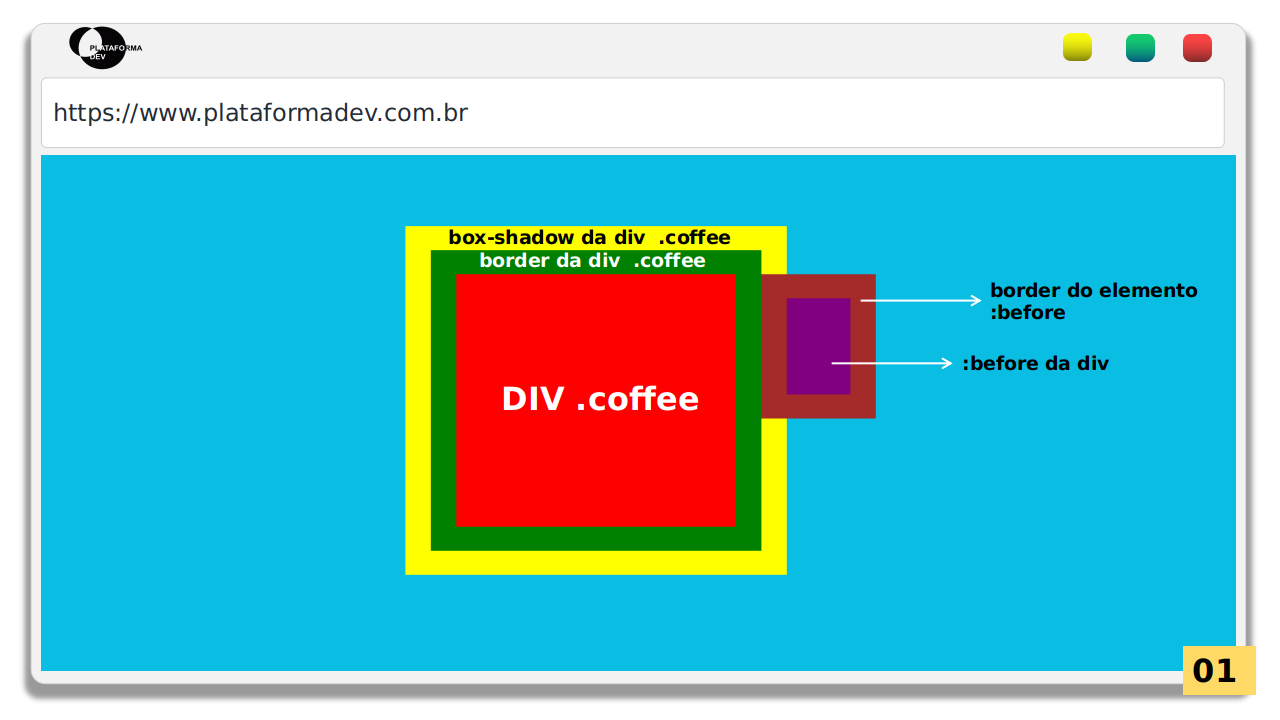 PLATAFORMA
DEV
https://www.plataformadev.com.br
box-shadow da div .coffee
border da div .coffee
DIV .coffee
border do elemento
:before
:before da div
01